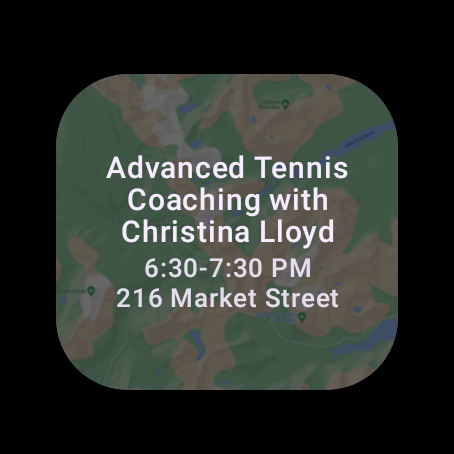 Advanced Tennis
Coaching with
Christina Lloyd
6:30-7:30 PM
216 Market Street